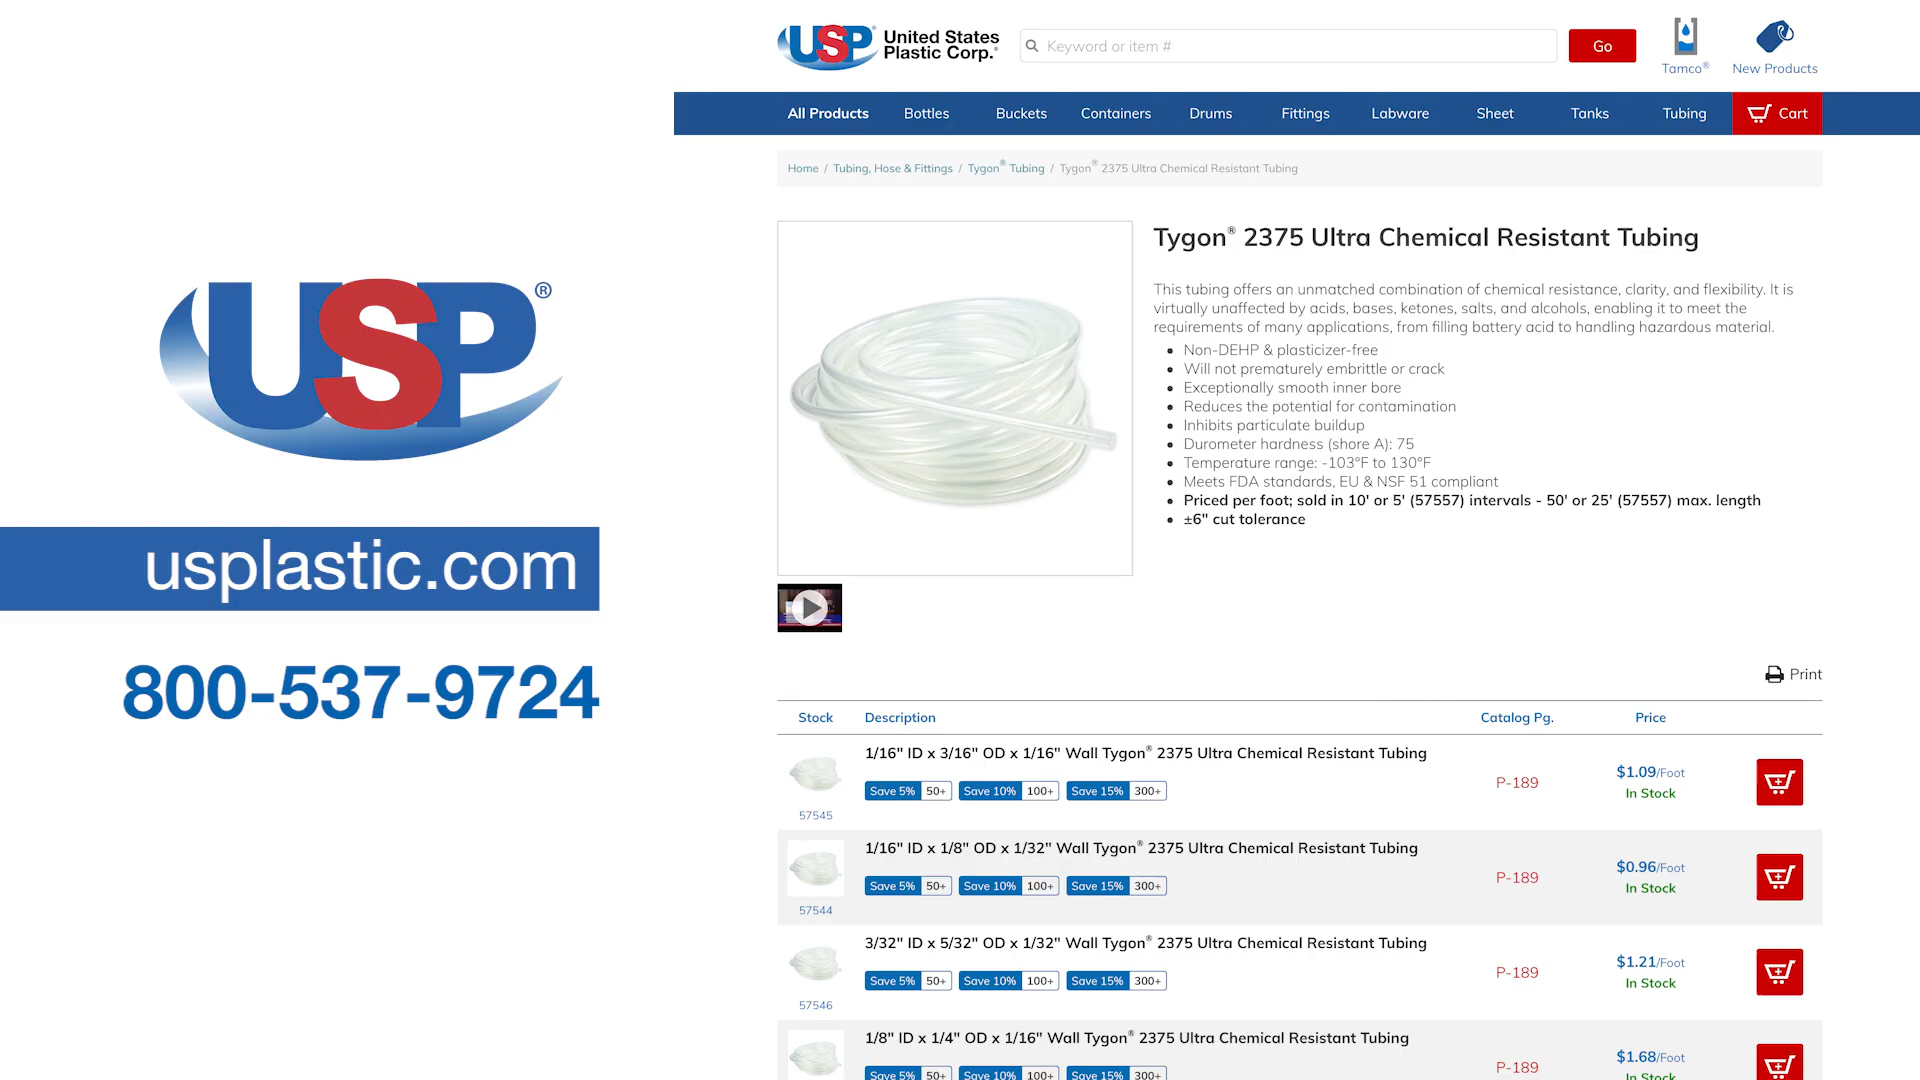 USP®
usplastic.com
800-537-9724
USP® United States
Plastic Corp.®
Keyword or item #
Go
Tamco®
New Products
All Products Bottles Buckets Containers Drums Fittings Labware Sheet Tanks Tubing Cart
Home / Tubing, Hose & Fittings / Tygon® Tubing / Tygon® 2375 Ultra Chemical Resistant Tubing
Tygon® 2375 Ultra Chemical Resistant Tubing
This tubing offers an unmatched combination of chemical resistance, clarity, and flexibility. It is
virtually unaffected by acids, bases, ketones, salts, and alcohols, enabling it to meet the
requirements of many applications, from filling battery acid to handling hazardous material.
• Non-DEHP & plasticizer-free
• Will not prematurely embrittle or crack
• Exceptionally smooth inner bore
• Reduces the potential for contamination
• Inhibits particulate buildup
• Durometer hardness (shore A): 75
• Temperature range: -103°F to 130°F
• Meets FDA standards, EU & NSF 51 compliant
• Priced per foot; sold in 10' or 5' (57557) intervals - 50' or 25' (57557) max. length
• ±6" cut tolerance
Print
Stock Description Catalog Pg. Price
1/16" ID x 3/16" OD x 1/16" Wall Tygon® 2375 Ultra Chemical Resistant Tubing
Save 5% 50+ Save 10% 100+ Save 15% 300+
57545
P-189
$1.09/Foot
In Stock
1/16" ID x 1/8" OD x 1/32" Wall Tygon® 2375 Ultra Chemical Resistant Tubing
Save 5% 50+ Save 10% 100+ Save 15% 300+
57544
P-189
$0.96/Foot
In Stock
3/32" ID x 5/32" OD x 1/32" Wall Tygon® 2375 Ultra Chemical Resistant Tubing
Save 5% 50+ Save 10% 100+ Save 15% 300+
57546
P-189
$1.21/Foot
In Stock
1/8" ID x 1/4" OD x 1/16" Wall Tygon® 2375 Ultra Chemical Resistant Tubing
Save 5% 50+ Save 10% 100+ Save 15% 300+
P-189
$1.68/Foot
In Stock